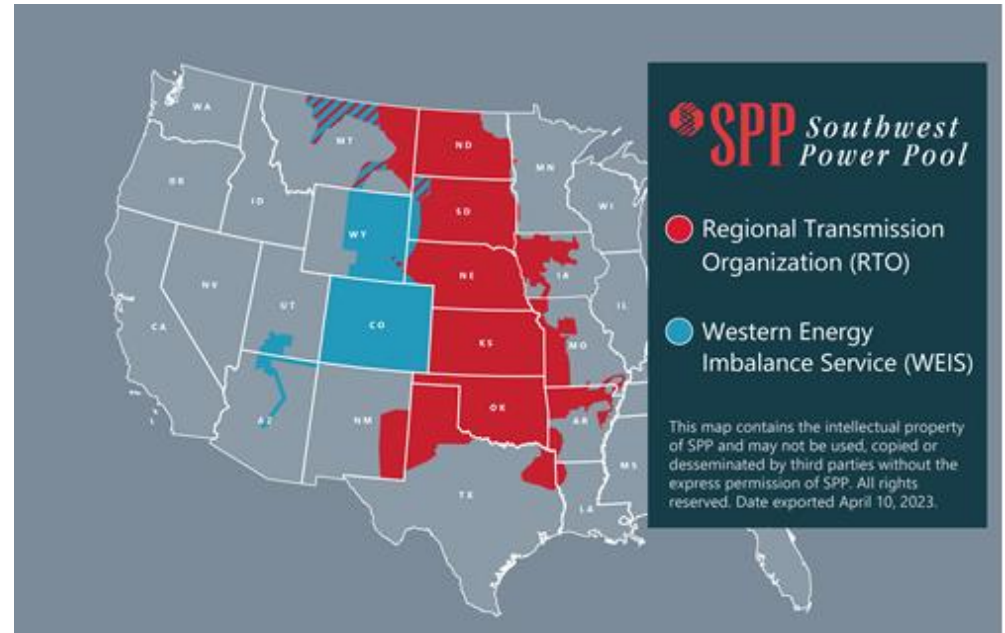 WA
MT
ND
MN
OR
ID
SD
WI
WY
NE
IA
NV
UT
IL
CA
CO
KS
MO
AZ
NM
OK
AR
TX
MS
LA
SPP Southwest
Power Pool
Regional Transmission
Organization (RTO)
Western Energy
Imbalance Service (WEIS)
This map contains the intellectual property
of SPP and may not be used, copied or
desseminated by third parties without the
express permission of SPP. All rights
reserved. Date exported April 10, 2023.